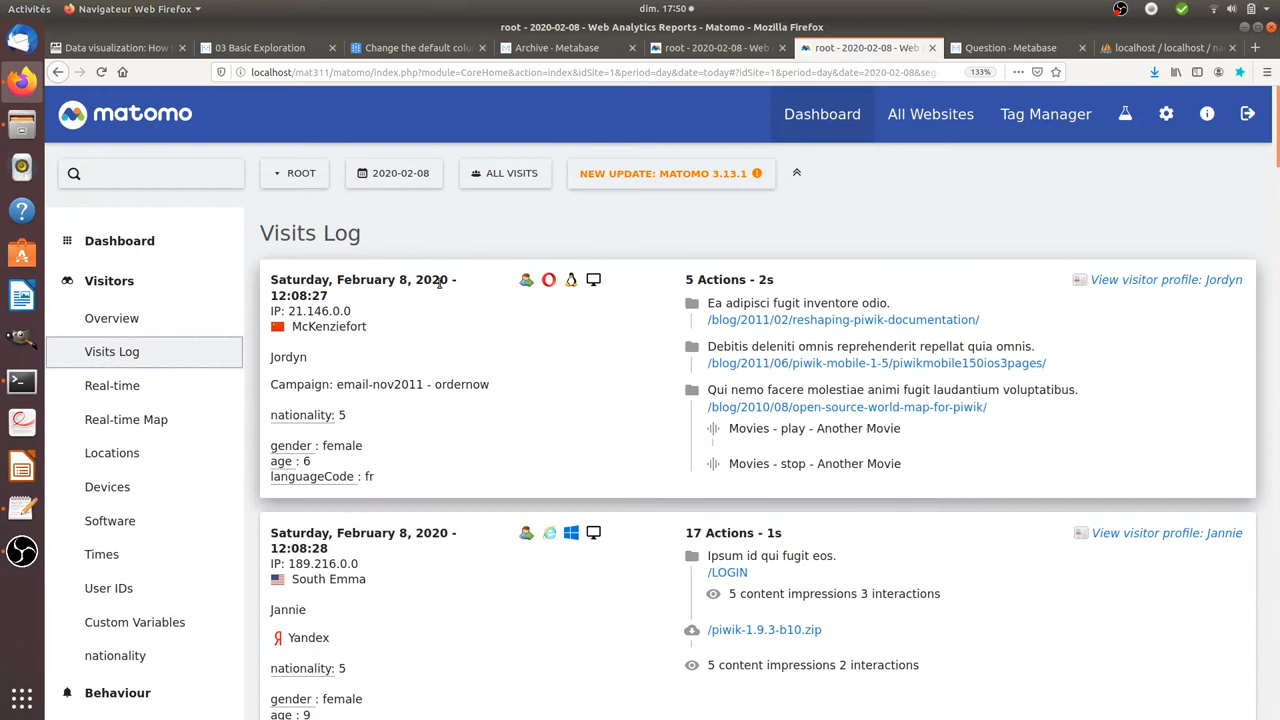 Activités
Navigateur Web Firefox
dim. 17:50
root - 2020-02-08 - Web Analytics Reports - Matomo - Mozilla Firefox
Data visualization: How
03 Basic Exploration
Change the default colu
Archive · Metabase
root - 2020-02-08 - Web
root - 2020-02-08 - Web
Question · Metabase
localhost / localhost / na
localhost/mat311/matomo/index.php?module=CoreHome&action=index&idSite=1&period=day&date=today#?idSite=1&period=day&date=2020-02-08&seg
133%
matomo
Dashboard
All Websites
Tag Manager
ROOT
2020-02-08
ALL VISITS
NEW UPDATE: MATOMO 3.13.1
Dashboard
Visitors
Overview
Visits Log
Real-time
Real-time Map
Locations
Devices
Software
Times
User IDs
Custom Variables
nationality
Behaviour
Visits Log
Saturday, February 8, 2020 -
12:08:27
IP: 21.146.0.0
McKenziefort
Jordyn
Campaign: email-nov2011 - ordernow
nationality: 5
gender : female
age : 6
languageCode : fr
5 Actions - 2s
View visitor profile: Jordyn
Ea adipisci fugit inventore odio.
/blog/2011/02/reshaping-piwik-documentation/
Debitis deleniti omnis reprehenderit repellat quia omnis.
/blog/2011/06/piwik-mobile-1-5/piwikmobile150ios3pages/
Qui nemo facere molestiae animi fugit laudantium voluptatibus.
/blog/2010/08/open-source-world-map-for-piwik/
Movies - play - Another Movie
Movies - stop - Another Movie
Saturday, February 8, 2020 -
12:08:28
IP: 189.216.0.0
South Emma
Jannie
Yandex
nationality: 5
gender : female
age : 9
17 Actions - 1s
View visitor profile: Jannie
Ipsum id qui fugit eos.
/LOGIN
5 content impressions 3 interactions
/piwik-1.9.3-b10.zip
5 content impressions 2 interactions